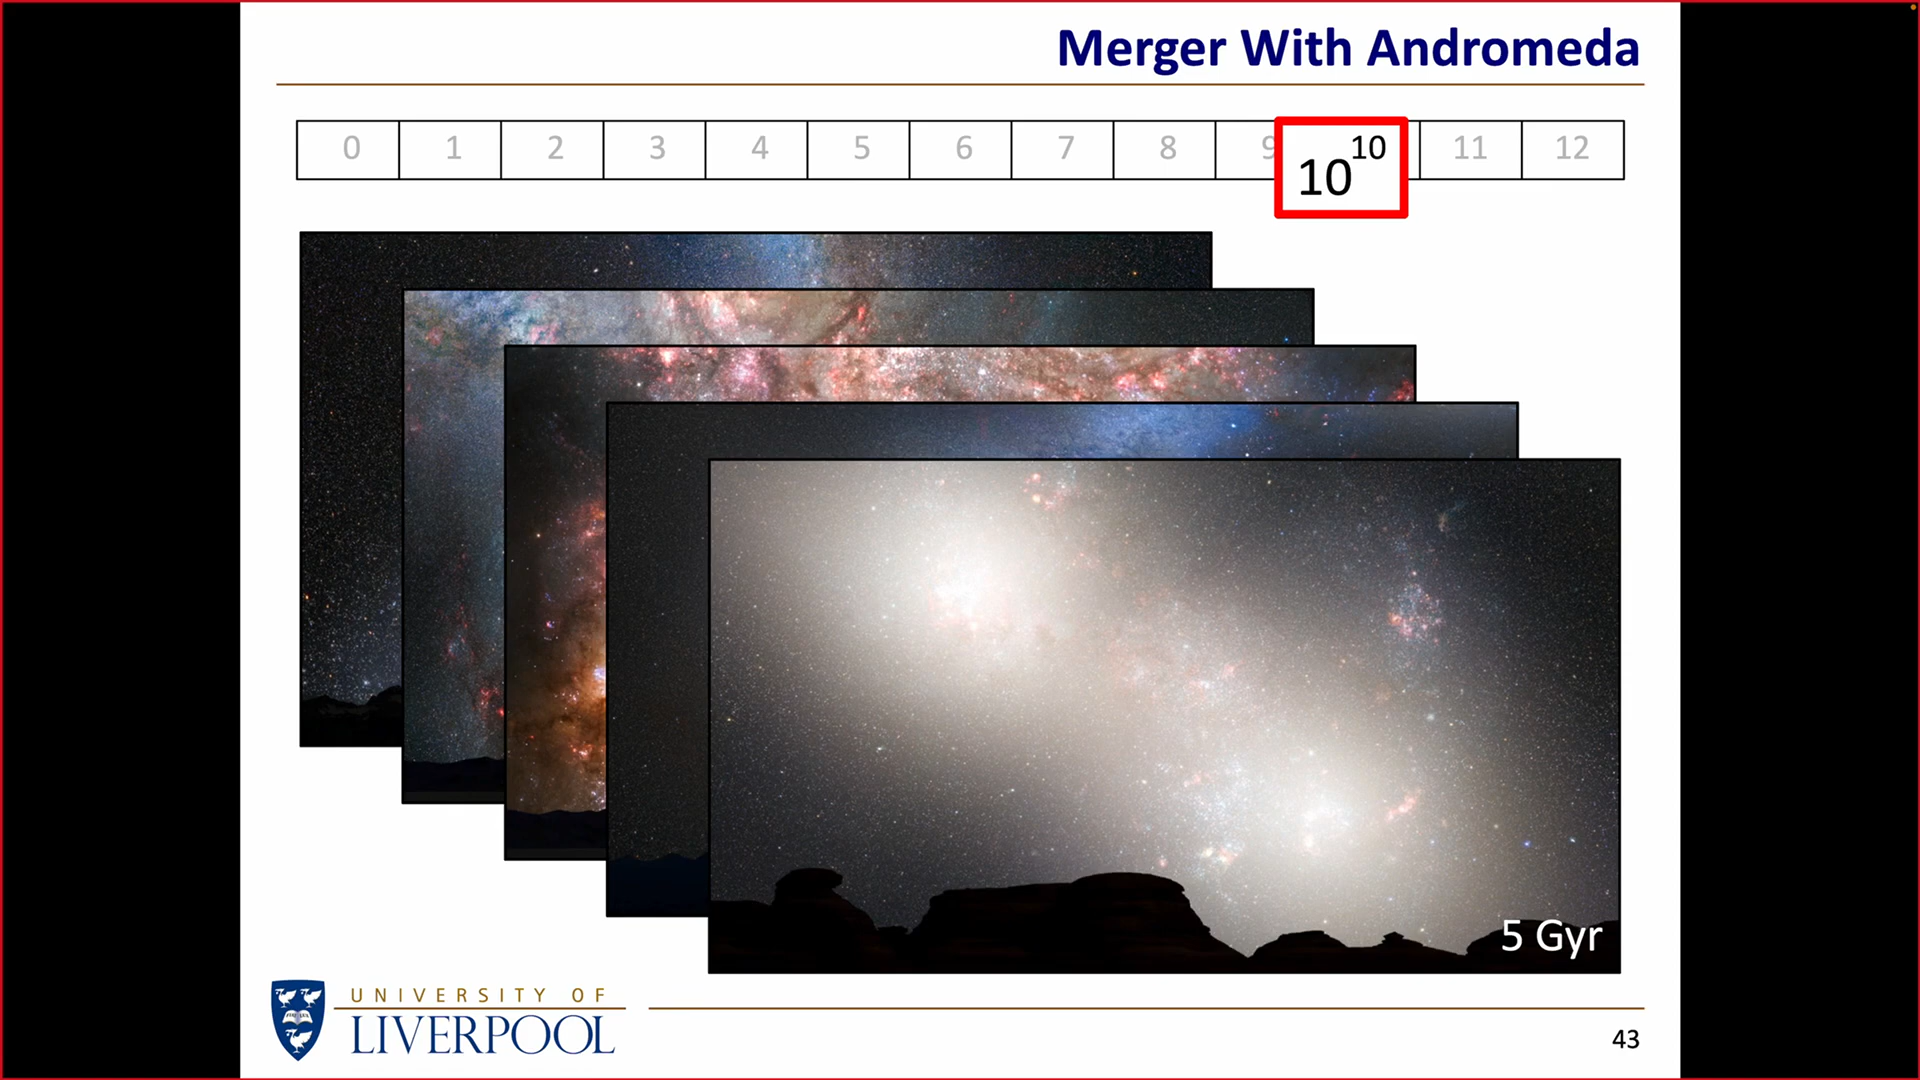 Merger With Andromeda
0 1 2 3 4 5 6 7 8 9 10^10 11 12
5 Gyr
UNIVERSITY OF
LIVERPOOL
43